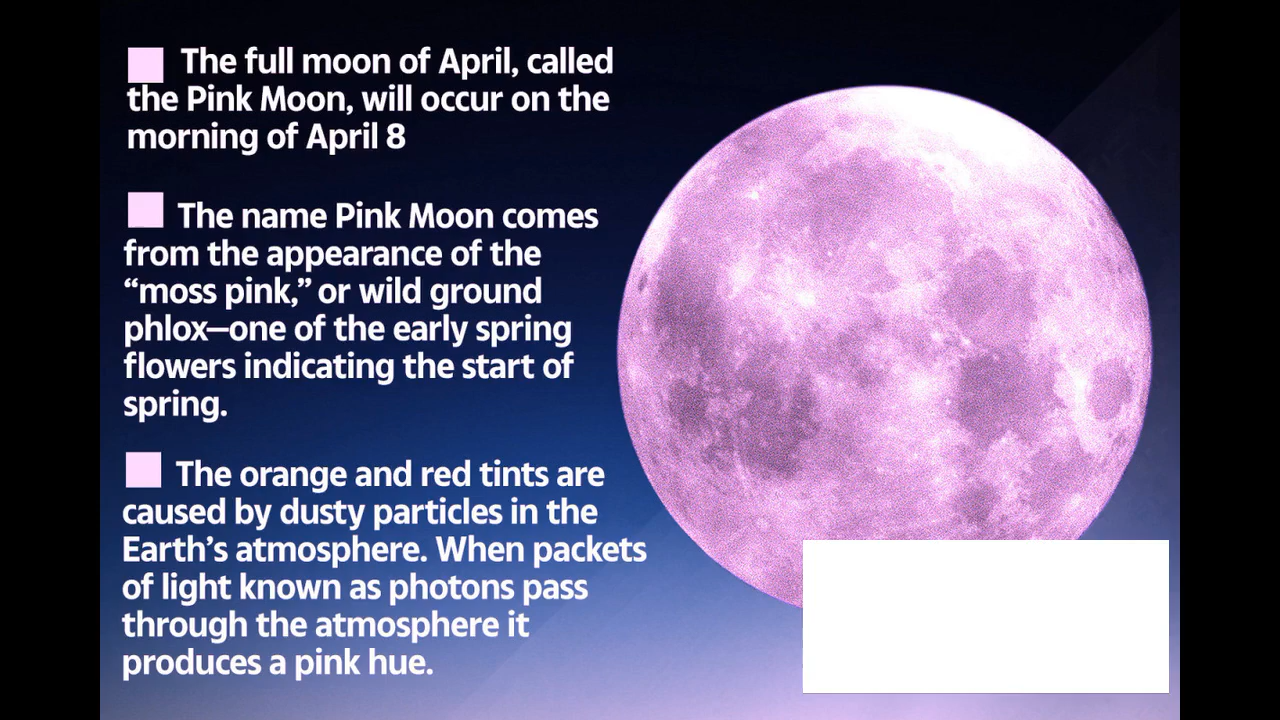 The full moon of April, called
the Pink Moon, will occur on the
morning of April 8
The name Pink Moon comes
from the appearance of the
“moss pink,” or wild ground
phlox—one of the early spring
flowers indicating the start of
spring.
The orange and red tints are
caused by dusty particles in the
Earth’s atmosphere. When packets
of light known as photons pass
through the atmosphere it
produces a pink hue.